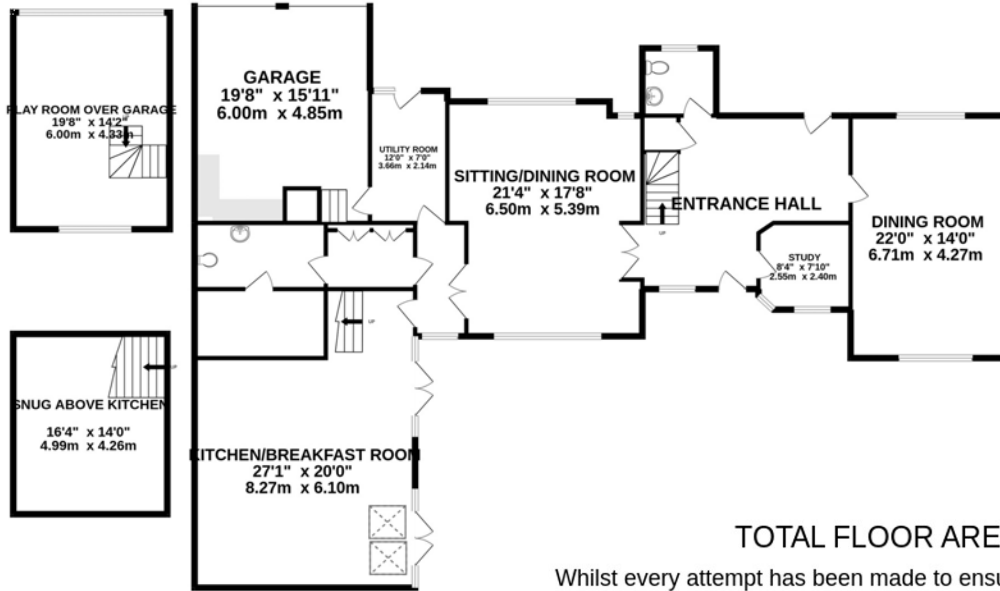 PLAY ROOM OVER GARAGE
19'8" x 14'2"
6.00m x 4.33m
GARAGE
19'8" x 15'11"
6.00m x 4.85m
UTILITY ROOM
12'0" x 7'0"
3.66m x 2.14m
SITTING/DINING ROOM
21'4" x 17'8"
6.50m x 5.39m
ENTRANCE HALL
UP
DINING ROOM
22'0" x 14'0"
6.71m x 4.27m
STUDY
8'4" x 7'10"
2.55m x 2.40m
UP
UP
SNUG ABOVE KITCHEN
16'4" x 14'0"
4.99m x 4.26m
KITCHEN/BREAKFAST ROOM
27'1" x 20'0"
8.27m x 6.10m
TOTAL FLOOR ARE
Whilst every attempt has been made to ensu